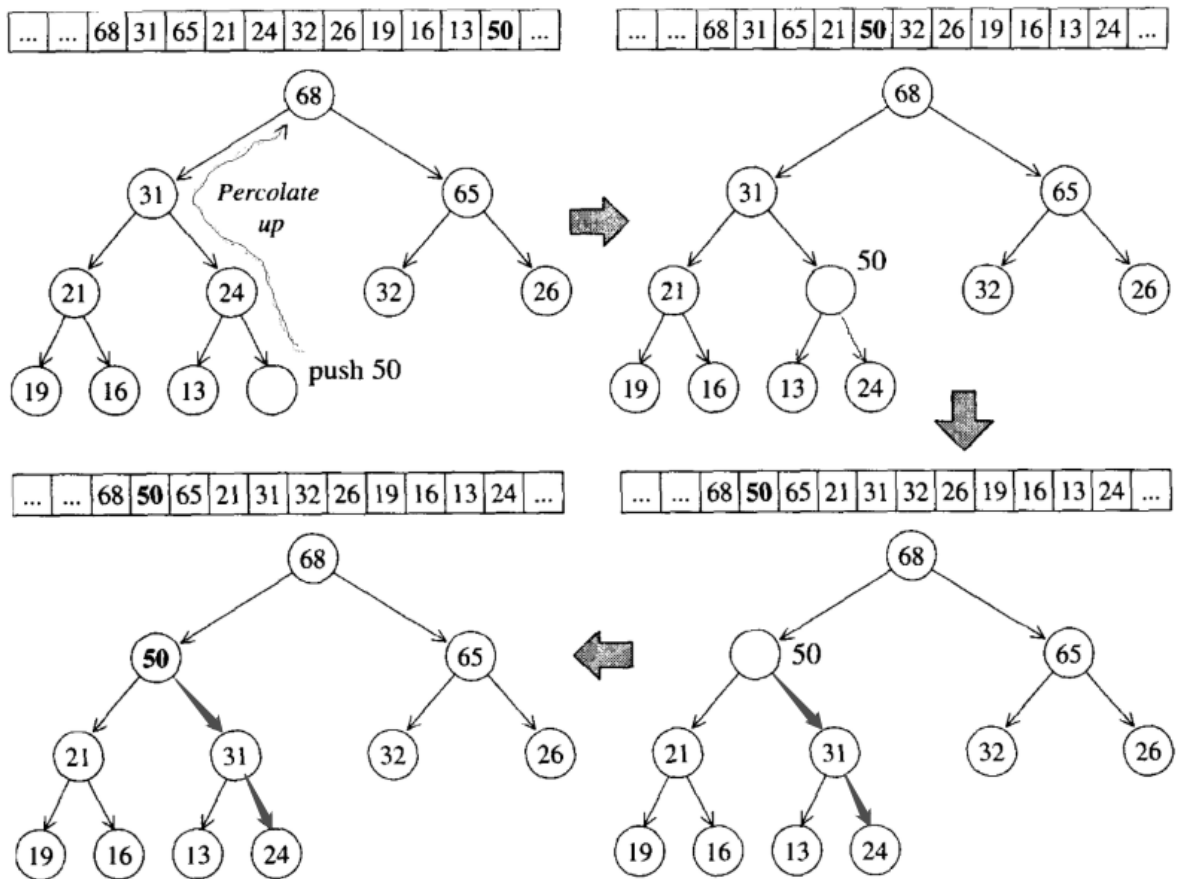 ... ... 68 31 65 21 24 32 26 19 16 13 50 ...
68
31 Percolate 65
up
21 24 32 26
19 16 13 push 50
... ... 68 31 65 21 50 32 26 19 16 13 24 ...
68
31 65
50
21 32 26
19 16 13 24
... ... 68 50 65 21 31 32 26 19 16 13 24 ...
68
50 65
21 31 32 26
19 16 13 24
... ... 68 50 65 21 31 32 26 19 16 13 24 ...
68
50 65
21 31 32 26
19 16 13 24